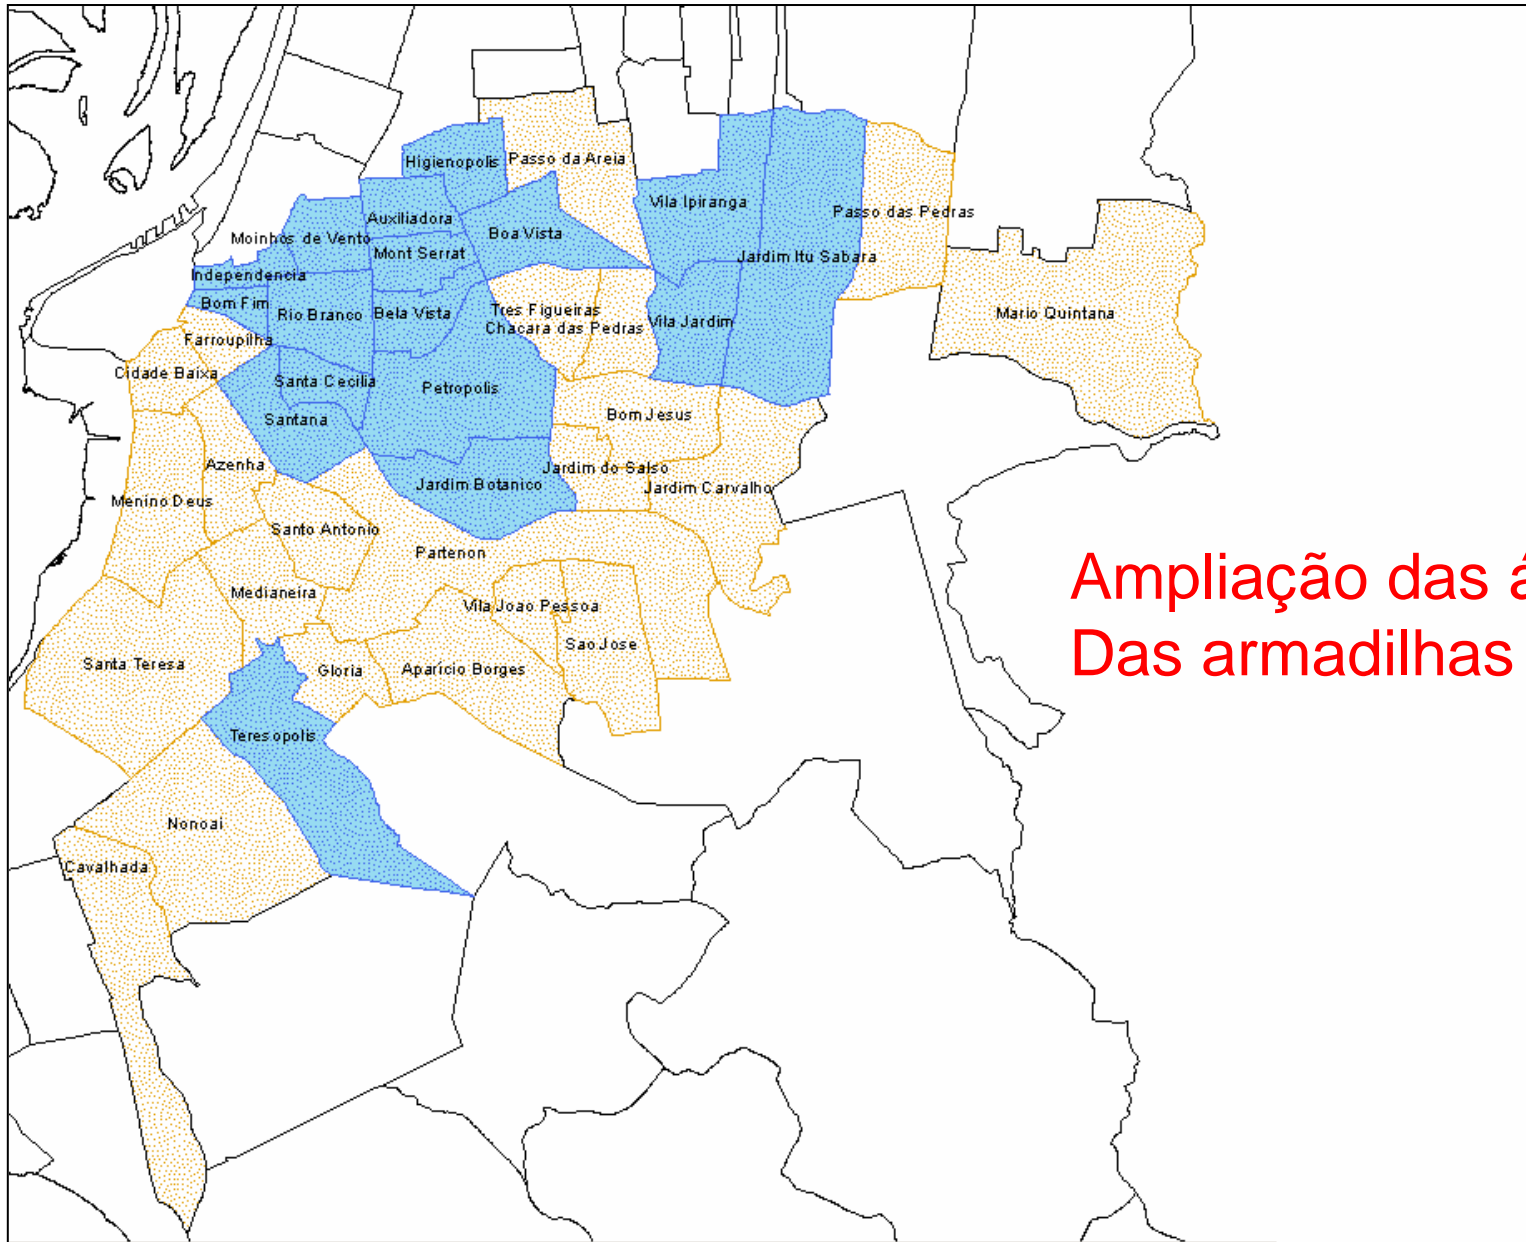 Higienopolis
Passo da Areia
Auxiliadora
Vila Ipiranga
Passo das Pedras
Moinhos de Vento
Mont Serrat
Boa Vista
Jardim Itu Sabara
Independencia
Bom Fim
Rio Branco
Bela Vista
Tres Figueiras
Chacara das Pedras
Vila Jardim
Mario Quintana
Farroupilha
Cidade Baixa
Santa Cecilia
Petropolis
Santana
Bom Jesus
Azenha
Jardim do Salso
Menino Deus
Jardim Botanico
Jardim Carvalho
Santo Antonio
Partenon
Medianeira
Vila Joao Pessoa
Sao Jose
Santa Teresa
Gloria
Aparício Borges
Teresopolis
Nonoai
Cavalhada
Ampliação das á
Das armadilhas